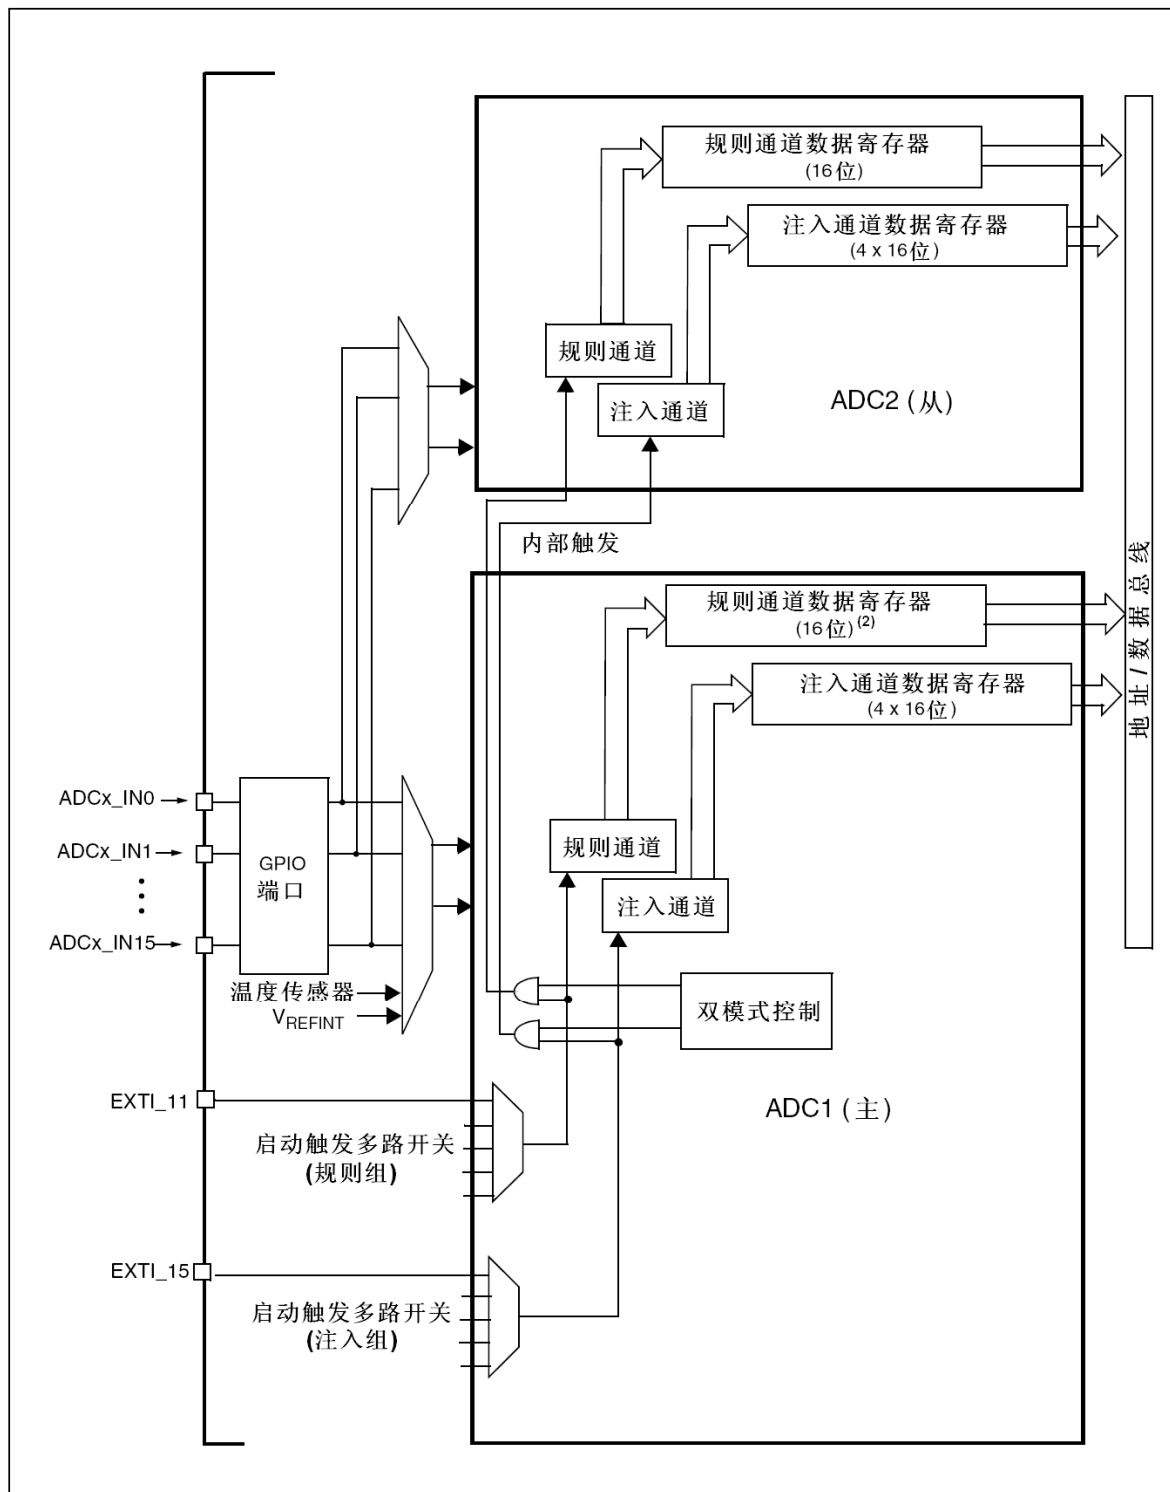 规则通道数据寄存器
(16位)
注入通道数据寄存器
(4 x 16位)
规则通道
注入通道
ADC2 (从)
内部触发
规则通道数据寄存器
(16位)(2)
注入通道数据寄存器
(4 x 16位)
地址 / 数据总线
ADCx_IN0
ADCx_IN1
ADCx_IN15
GPIO
端口
规则通道
注入通道
温度传感器
VREFINT
双模式控制
EXTI_11
ADC1 (主)
启动触发多路开关
(规则组)
EXTI_15
启动触发多路开关
(注入组)